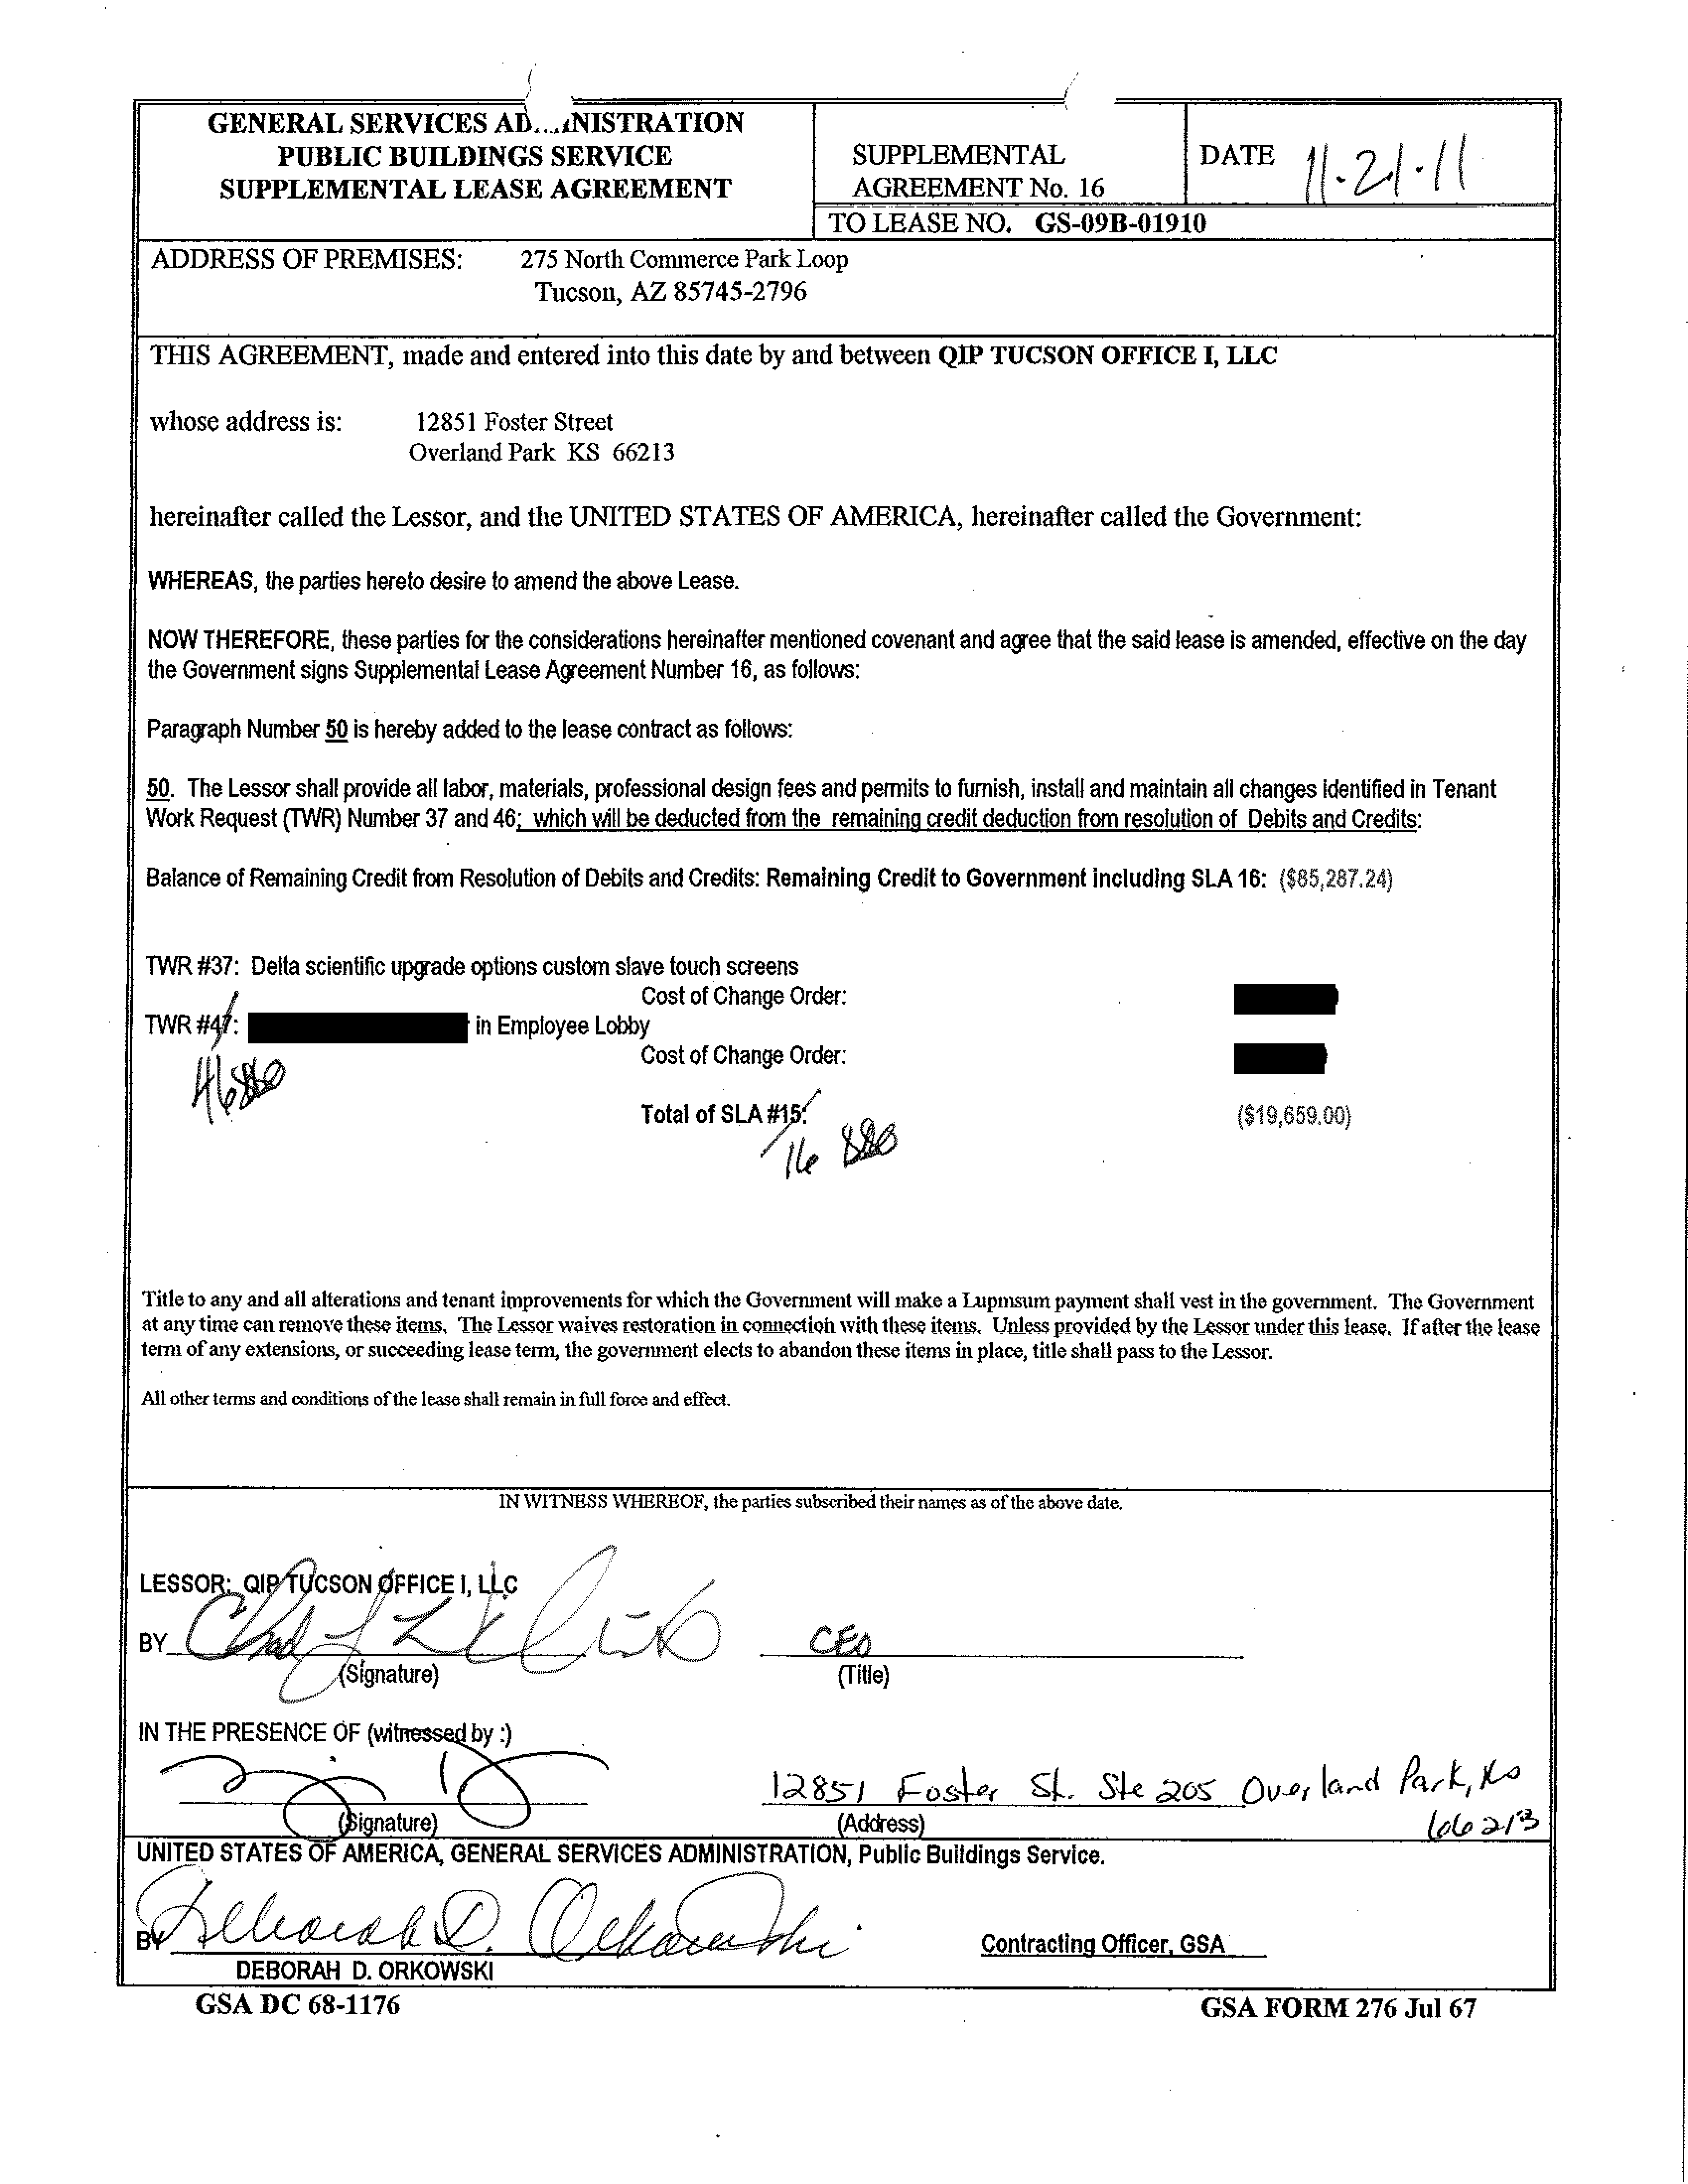 GENERAL SERVICES AD...INISTRATION
PUBLIC BUILDINGS SERVICE
SUPPLEMENTAL LEASE AGREEMENT
SUPPLEMENTAL
AGREEMENT No. 16
DATE 11-21-11
TO LEASE NO. GS-09B-01910
ADDRESS OF PREMISES: 275 North Commerce Park Loop
Tucson, AZ 85745-2796
THIS AGREEMENT, made and entered into this date by and between QIP TUCSON OFFICE I, LLC
whose address is: 12851 Foster Street
Overland Park KS 66213
hereinafter called the Lessor, and the UNITED STATES OF AMERICA, hereinafter called the Government:
WHEREAS, the parties hereto desire to amend the above Lease.
NOW THEREFORE, these parties for the considerations hereinafter mentioned covenant and agree that the said lease is amended, effective on the day
the Government signs Supplemental Lease Agreement Number 16, as follows:
Paragraph Number 50 is hereby added to the lease contract as follows:
50. The Lessor shall provide all labor, materials, professional design fees and permits to furnish, install and maintain all changes identified in Tenant
Work Request (TWR) Number 37 and 46; which will be deducted from the remaining credit deduction from resolution of Debits and Credits:
Balance of Remaining Credit from Resolution of Debits and Credits: Remaining Credit to Government including SLA 16: ($85,287.24)
TWR #37: Delta scientific upgrade options custom slave touch screens
Cost of Change Order:
TWR #47: in Employee Lobby
Cost of Change Order:
46
Total of SLA #15: ($19,659.00)
16
Title to any and all alterations and tenant improvements for which the Government will make a Lupmsum payment shall vest in the government. The Government
at any time can remove these items. The Lessor waives restoration in connection with these items. Unless provided by the Lessor under this lease. If after the lease
term of any extensions, or succeeding lease term, the government elects to abandon these items in place, title shall pass to the Lessor.
All other terms and conditions of the lease shall remain in full force and effect.
IN WITNESS WHEREOF, the parties subscribed their names as of the above date.
LESSOR: QIP TUCSON OFFICE I, LLC
BY CEO
(Signature) (Title)
IN THE PRESENCE OF (witnessed by :)
12851 Foster St. Ste 205 Overland Park, Ks
66213
(Signature) (Address)
UNITED STATES OF AMERICA, GENERAL SERVICES ADMINISTRATION, Public Buildings Service.
BY Deborah D. Orkowski Contracting Officer, GSA
DEBORAH D. ORKOWSKI
GSA DC 68-1176 GSA FORM 276 Jul 67